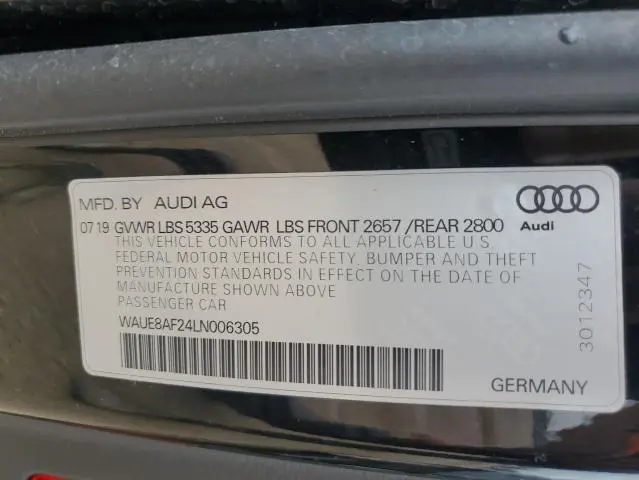 MFD. BY AUDI AG
07 19 GVWR LBS 5335 GAWR LBS FRONT 2657 /REAR 2800
THIS VEHICLE CONFORMS TO ALL APPLICABLE U.S.
FEDERAL MOTOR VEHICLE SAFETY, BUMPER AND THEFT
PREVENTION STANDARDS IN EFFECT ON THE DATE OF
MANUFACTURE SHOWN ABOVE
PASSENGER CAR
WAUE8AF24LN006305
Audi
3012347
GERMANY